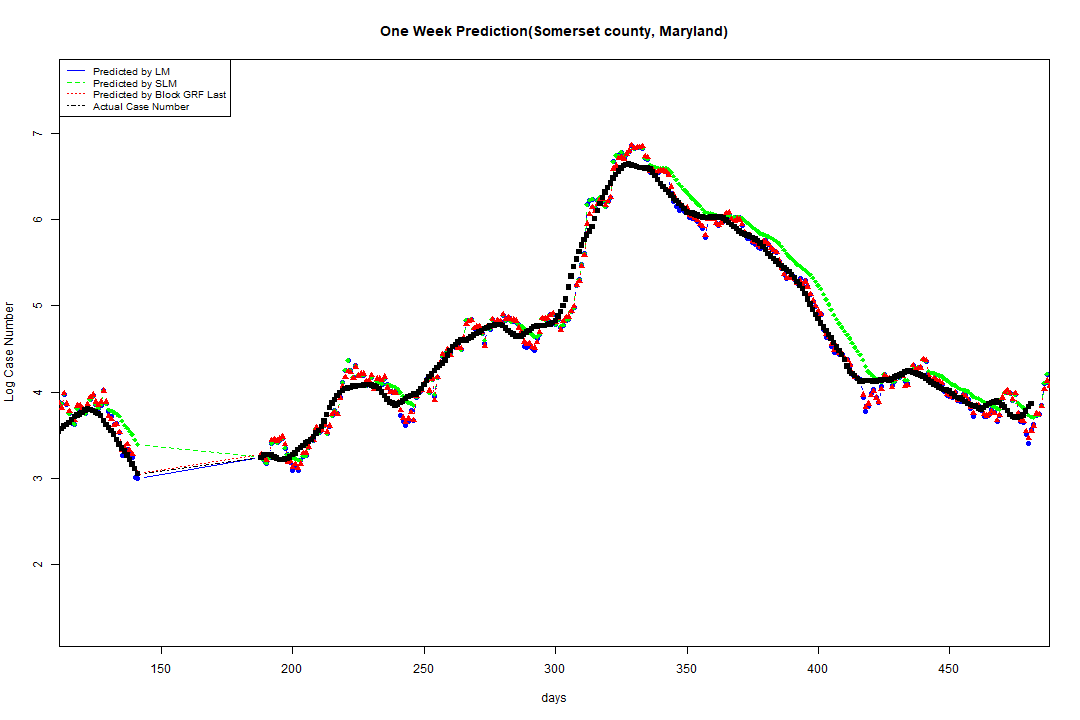 One Week Prediction(Somerset county, Maryland)
Predicted by LM
Predicted by SLM
Predicted by Block GRF Last
Actual Case Number
7
6
5
4
3
2
Log Case Number
150 200 250 300 350 400 450
days